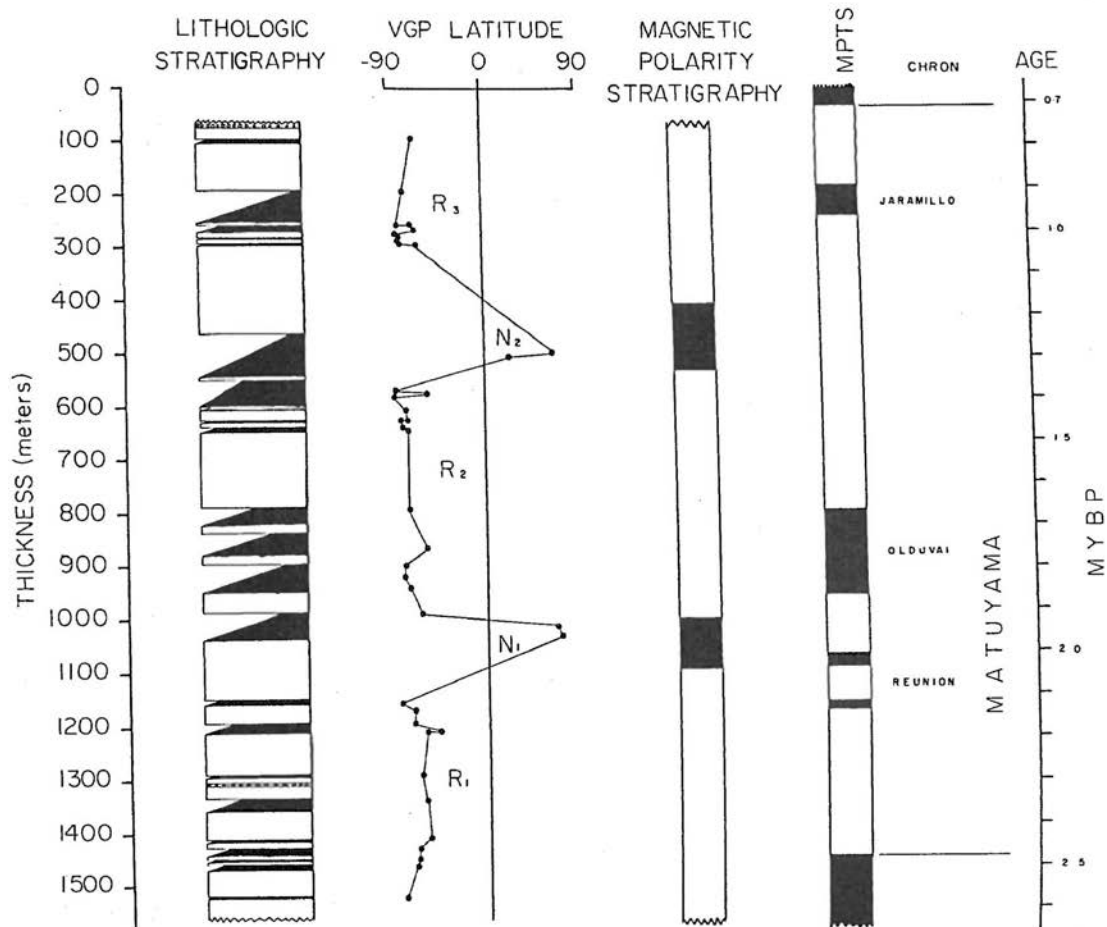 LITHOLOGIC STRATIGRAPHY
VGP LATITUDE
-90 0 90
MAGNETIC POLARITY STRATIGRAPHY
MPTS
CHRON
AGE
THICKNESS (meters)
0
100
200
300
400
500
600
700
800
900
1000
1100
1200
1300
1400
1500
R3
N2
R2
N1
R1
JARAMILLO
OLDUVAI
REUNION
MATUYAMA
0.7
1.0
1.5
2.0
2.5
MYBP